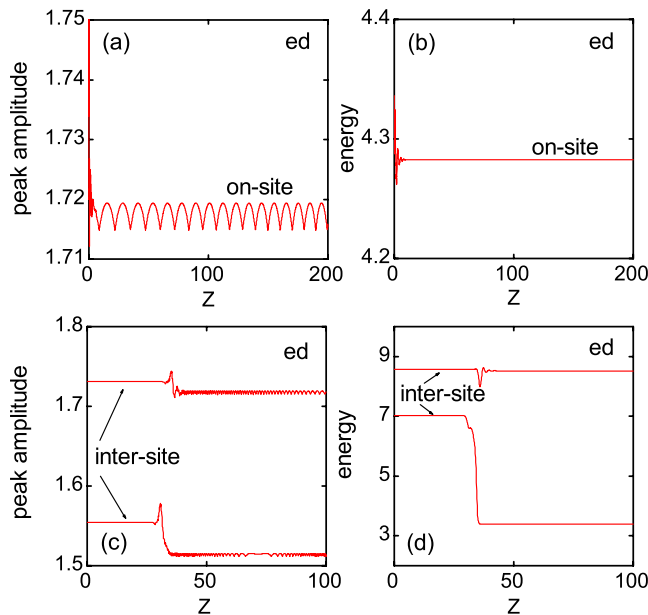 (a)
ed
on-site
peak amplitude
1.75
1.73
1.72
1.71
0
100
200
Z
(b)
ed
on-site
energy
4.4
4.3
4.2
0
100
200
Z
(c)
ed
inter-site
peak amplitude
1.8
1.7
1.6
1.5
0
50
100
Z
(d)
ed
inter-site
energy
9
7
5
3
0
50
100
Z